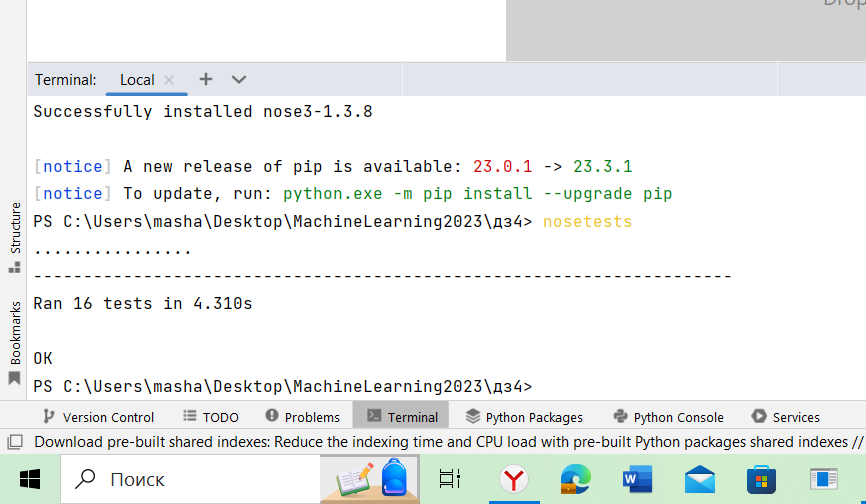 Terminal: Local
Successfully installed nose3-1.3.8
[notice] A new release of pip is available: 23.0.1 -> 23.3.1
[notice] To update, run: python.exe -m pip install --upgrade pip
PS C:\Users\masha\Desktop\MachineLearning2023\дз4> nosetests
................
----------------------------------------------------------------------
Ran 16 tests in 4.310s
OK
PS C:\Users\masha\Desktop\MachineLearning2023\дз4>
Structure
Bookmarks
Version Control TODO Problems Terminal Python Packages Python Console Services
Download pre-built shared indexes: Reduce the indexing time and CPU load with pre-built Python packages shared indexes //
Поиск